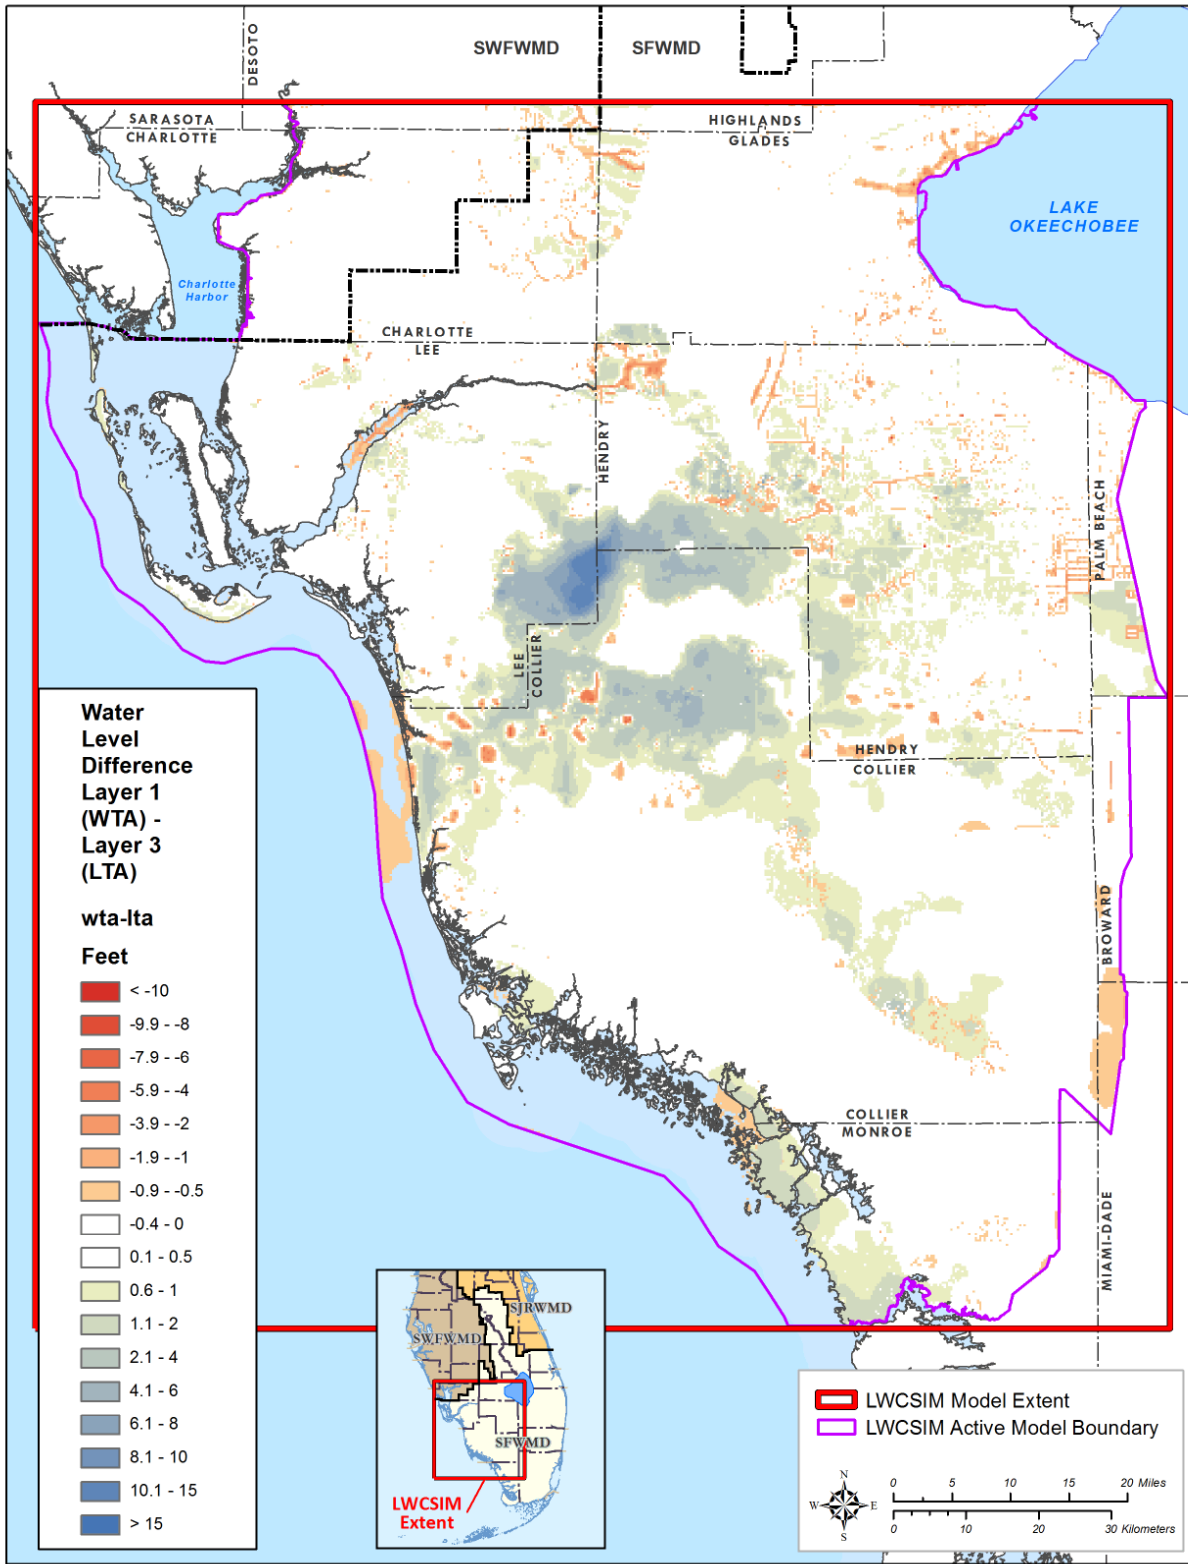 DESOTO
SWFWMD
SFWMD
SARASOTA
CHARLOTTE
HIGHLANDS
GLADES
LAKE
OKEECHOBEE
Charlotte
Harbor
CHARLOTTE
LEE
HENDRY
PALM BEACH
LEE
COLLIER
HENDRY
COLLIER
BROWARD
COLLIER
MONROE
MIAMI-DADE
Water
Level
Difference
Layer 1
(WTA) -
Layer 3
(LTA)
wta-lta
Feet
< -10
-9.9 - -8
-7.9 - -6
-5.9 - -4
-3.9 - -2
-1.9 - -1
-0.9 - -0.5
-0.4 - 0
0.1 - 0.5
0.6 - 1
1.1 - 2
2.1 - 4
4.1 - 6
6.1 - 8
8.1 - 10
10.1 - 15
> 15
SJRWMD
SWFWMD
SFWMD
LWCSIM
Extent
LWCSIM Model Extent
LWCSIM Active Model Boundary
N
W E
S
0 5 10 15 20 Miles
0 10 20 30 Kilometers